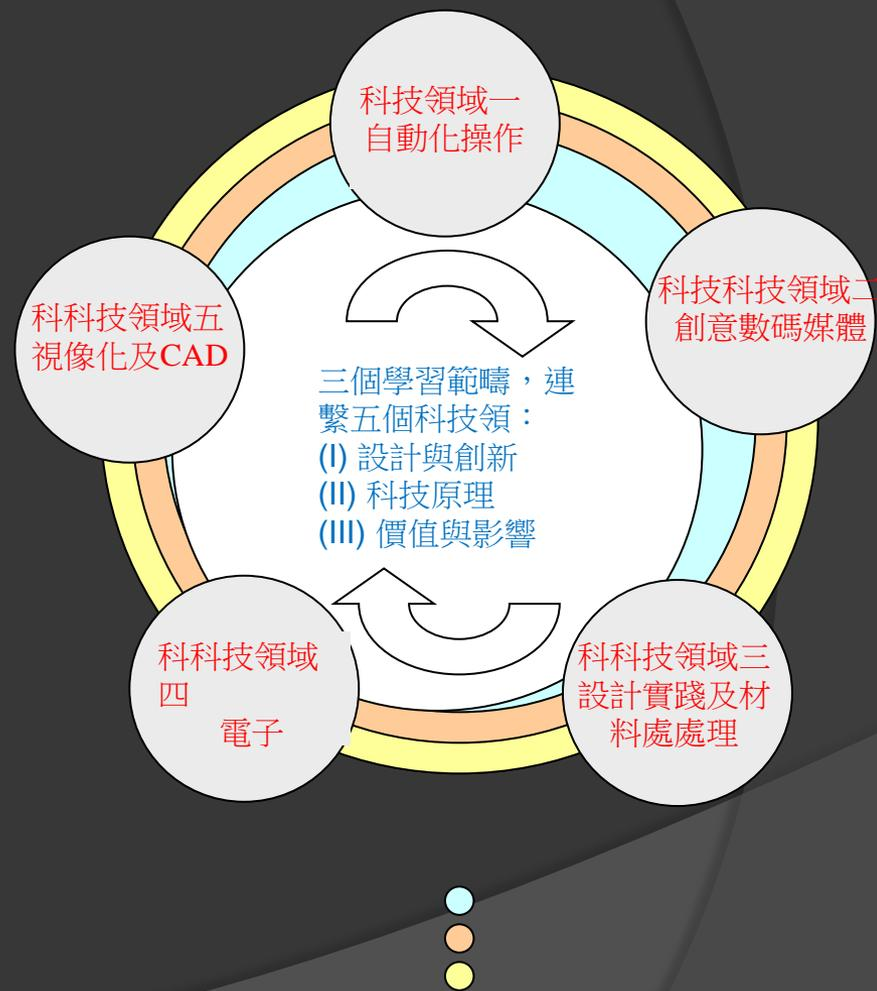 科技領域一
自動化操作
科技科技領域二
創意數碼媒體
科科技領域三
設計實踐及材
料處處理
科科技領域
四
電子
科科技領域五
視像化及CAD
三個學習範疇，連
繫五個科技領：
(I) 設計與創新
(II) 科技原理
(III) 價值與影響